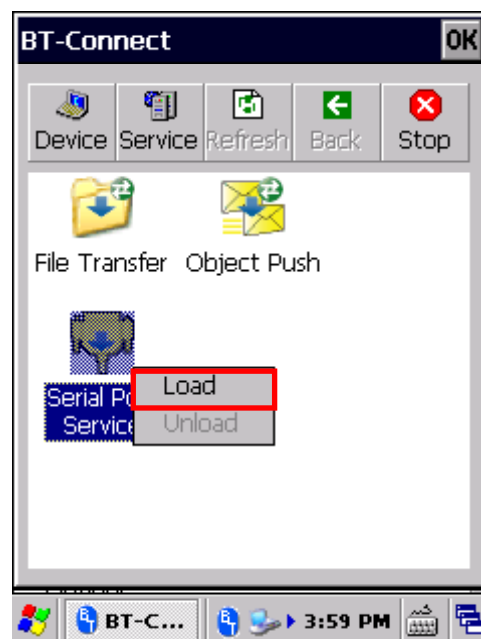 BT-Connect OK
Device Service Refresh Back Stop
File Transfer Object Push
Serial
Service
Load
Unload
BT-C... 3:59 PM